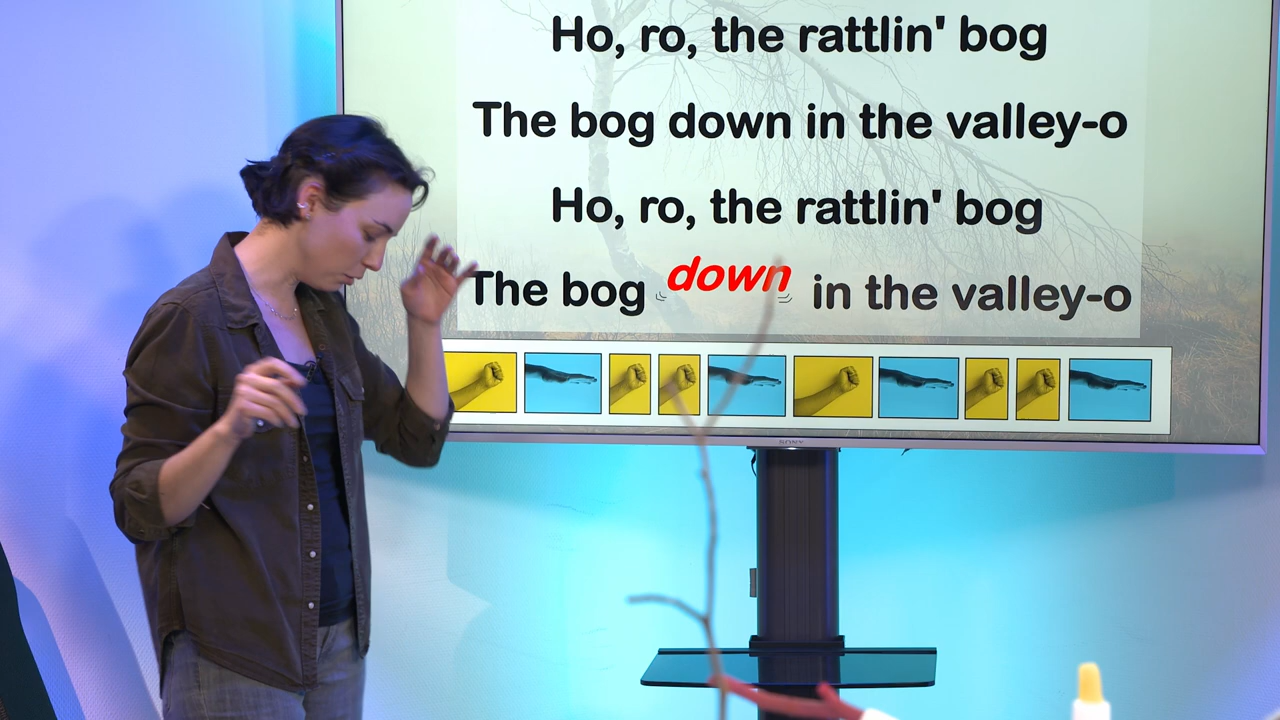 Ho, ro, the rattlin' bog
The bog down in the valley-o
Ho, ro, the rattlin' bog
The bog down in the valley-o
SONY